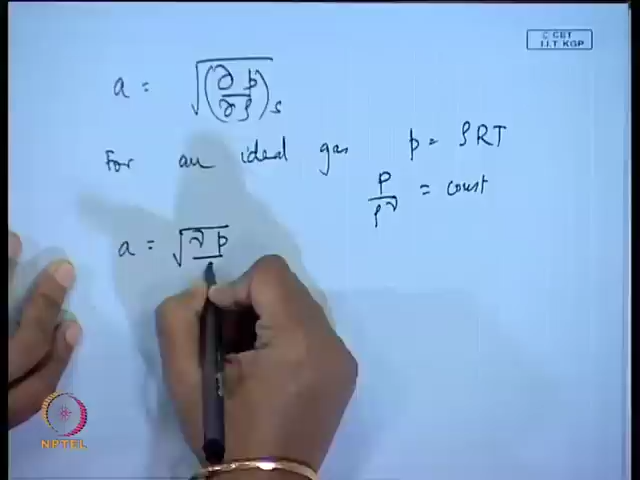 © CET
I.I.T. KGP
a = √(∂p/∂ρ)s
For an ideal gas p = ρRT
p/ρ^γ = const
a = √γp
NPTEL